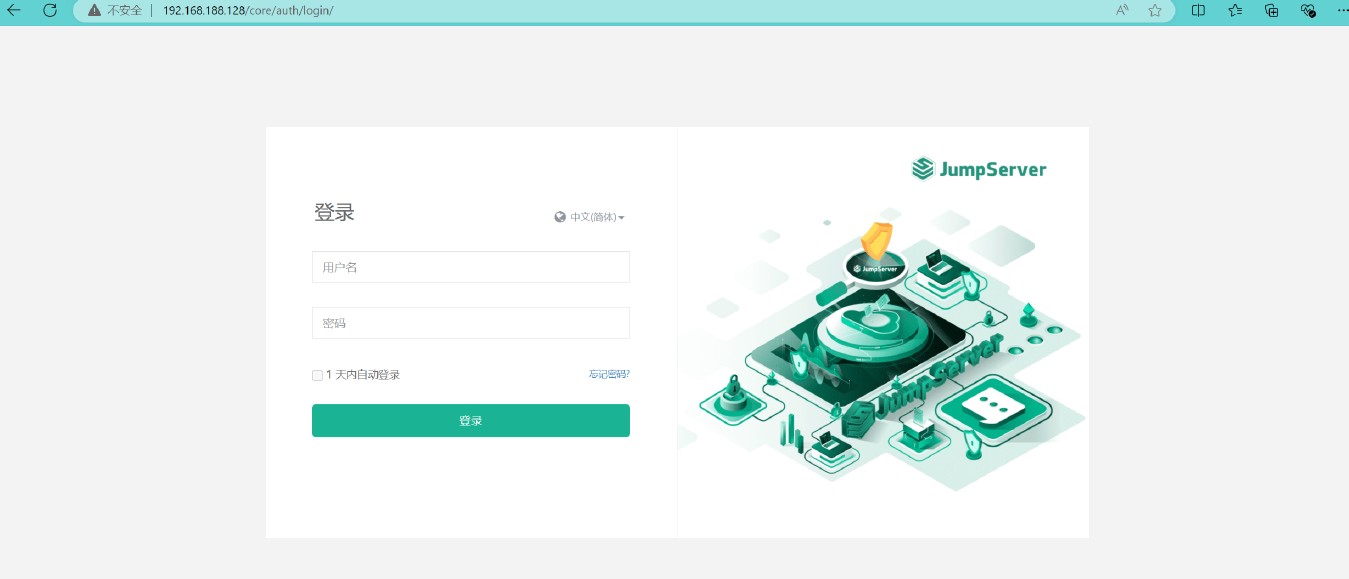 不安全 | 192.168.188.128/core/auth/login/
JumpServer
登录
中文(简体)
用户名
密码
1 天内自动登录
忘记密码?
登录
JumpServer
JumpServer